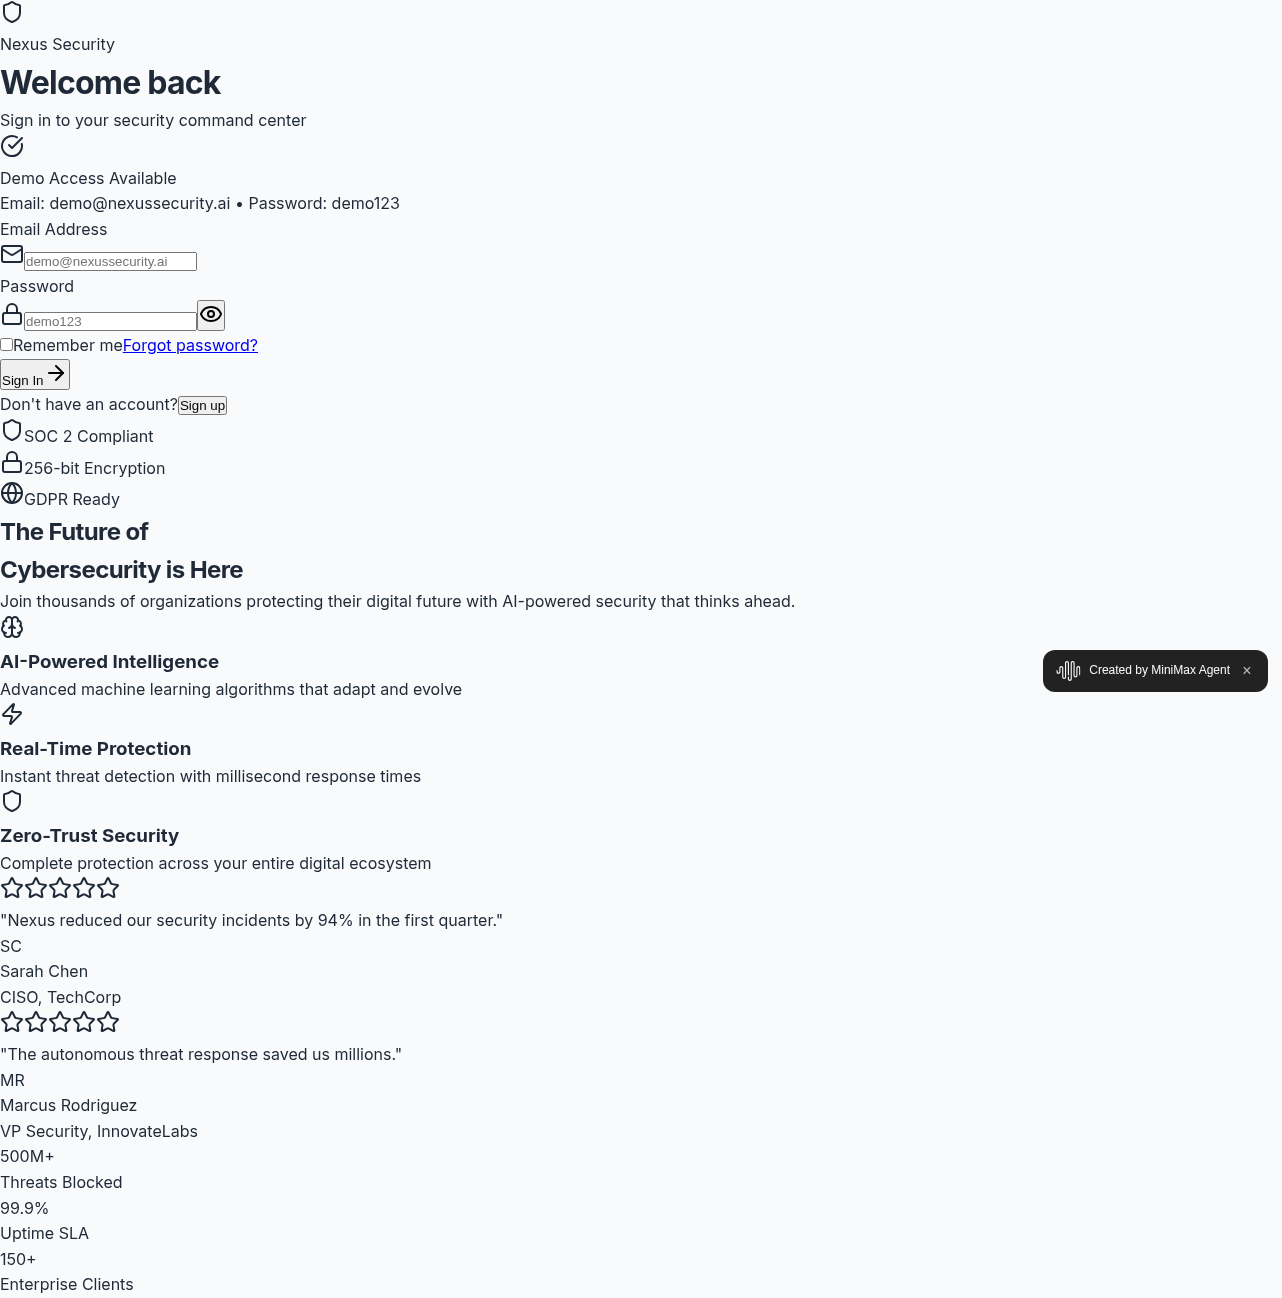 Nexus Security
Welcome back
Sign in to your security command center
Demo Access Available
Email: demo@nexussecurity.ai • Password: demo123
Email Address
demo@nexussecurity.ai
Password
demo123
Remember meForgot password?
Sign In
Don't have an account?Sign up
SOC 2 Compliant
256-bit Encryption
GDPR Ready
The Future of
Cybersecurity is Here
Join thousands of organizations protecting their digital future with AI-powered security that thinks ahead.
AI-Powered Intelligence
Advanced machine learning algorithms that adapt and evolve
Created by MiniMax Agent ×
Real-Time Protection
Instant threat detection with millisecond response times
Zero-Trust Security
Complete protection across your entire digital ecosystem
"Nexus reduced our security incidents by 94% in the first quarter."
SC
Sarah Chen
CISO, TechCorp
"The autonomous threat response saved us millions."
MR
Marcus Rodriguez
VP Security, InnovateLabs
500M+
Threats Blocked
99.9%
Uptime SLA
150+
Enterprise Clients